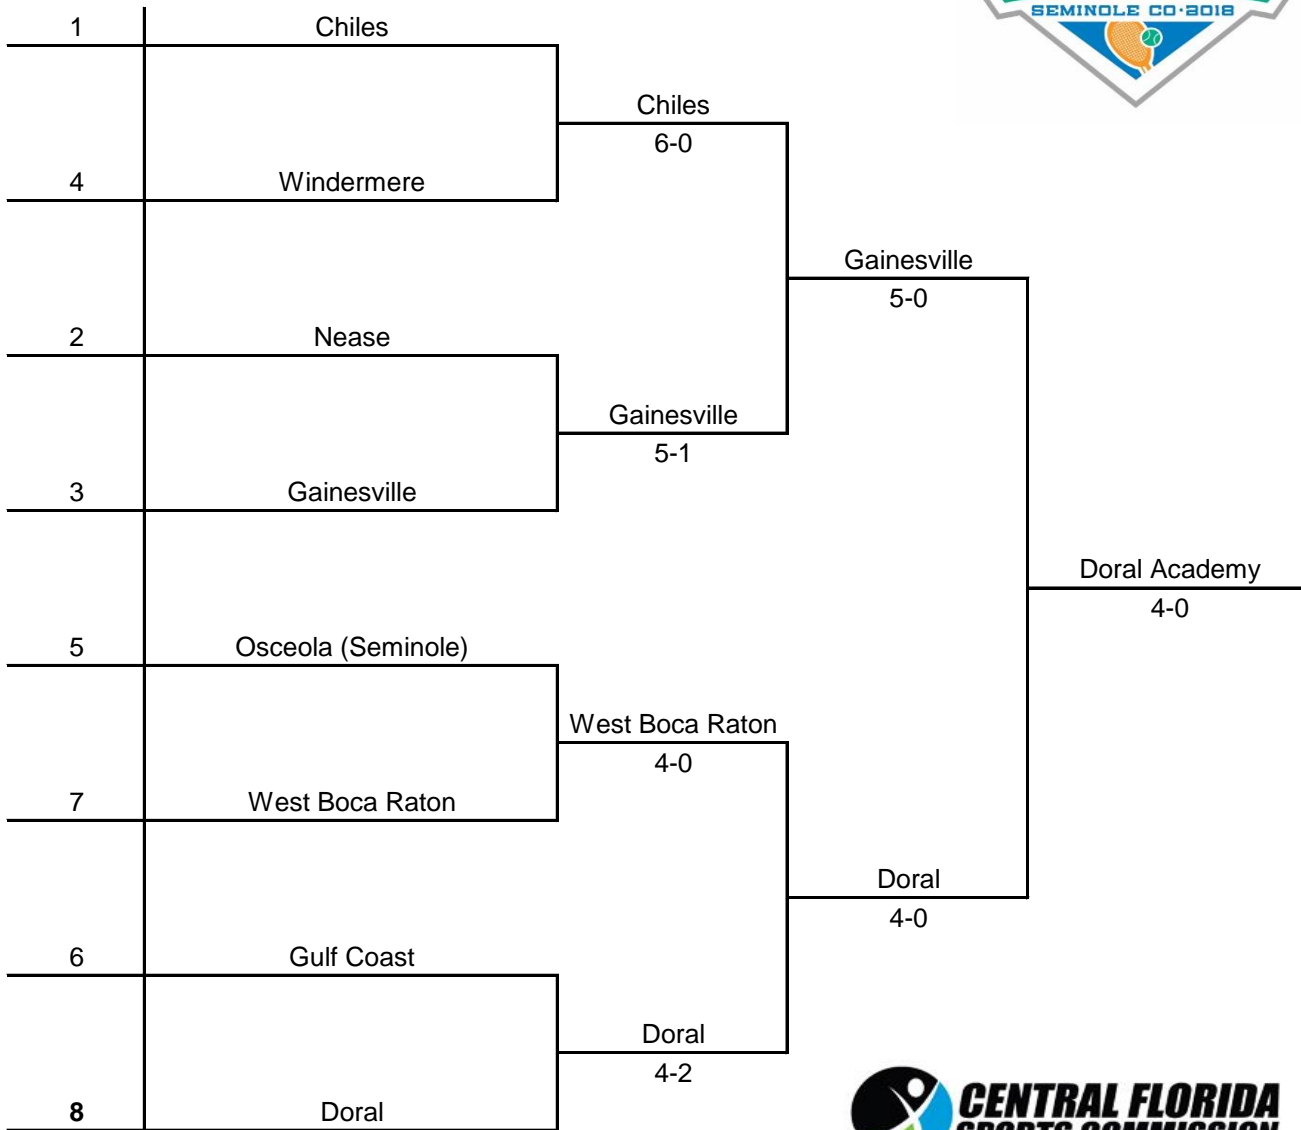 SEMINOLE CO·2018
1 Chiles
Chiles
6-0
4 Windermere
Gainesville
5-0
2 Nease
Gainesville
5-1
3 Gainesville
Doral Academy
4-0
5 Osceola (Seminole)
West Boca Raton
4-0
7 West Boca Raton
Doral
4-0
6 Gulf Coast
Doral
4-2
8 Doral
CENTRAL FLORIDA
SPORTS COMMISSION